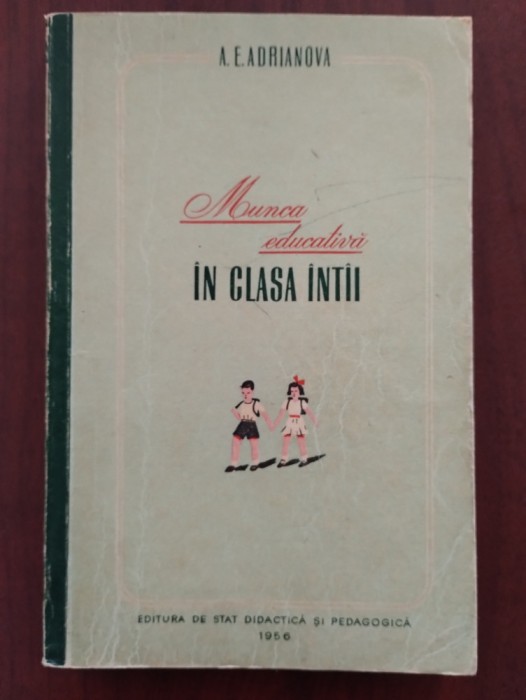 A. E. ADRIANOVA
Munca
educativă
ÎN CLASA ÎNTÎI
EDITURA DE STAT DIDACTICĂ ȘI PEDAGOGICĂ
1956